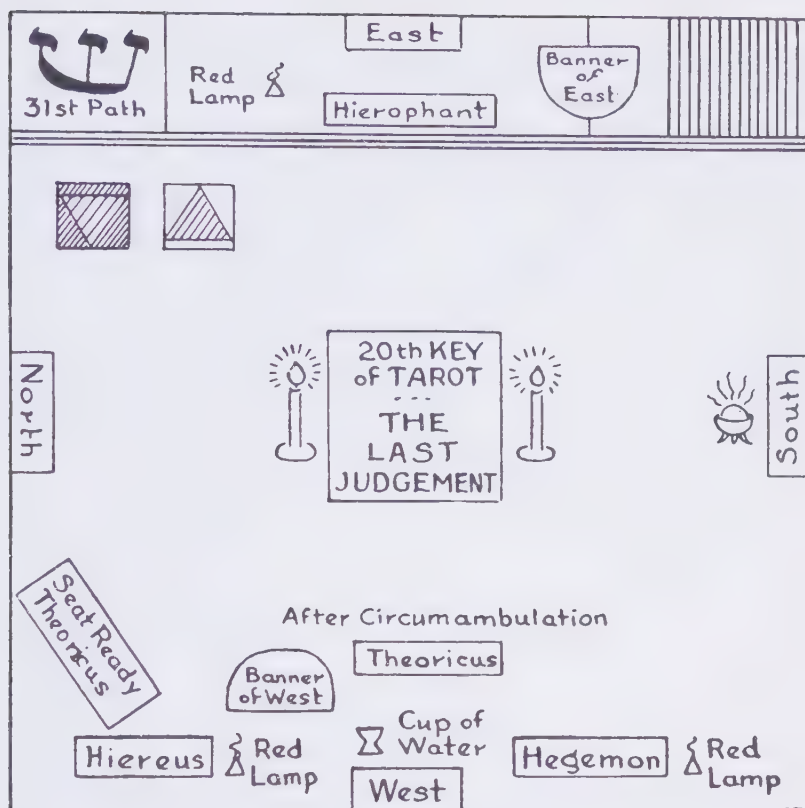 East
Red
Lamp
Banner
of
East
31st Path
Hierophant
North
20th KEY
of TAROT
...
THE
LAST
JUDGEMENT
South
Seat Ready
Theoricus
After Circumambulation
Theoricus
Banner
of West
Cup of
Water
Hiereus
Red
Lamp
West
Hegemon
Red
Lamp